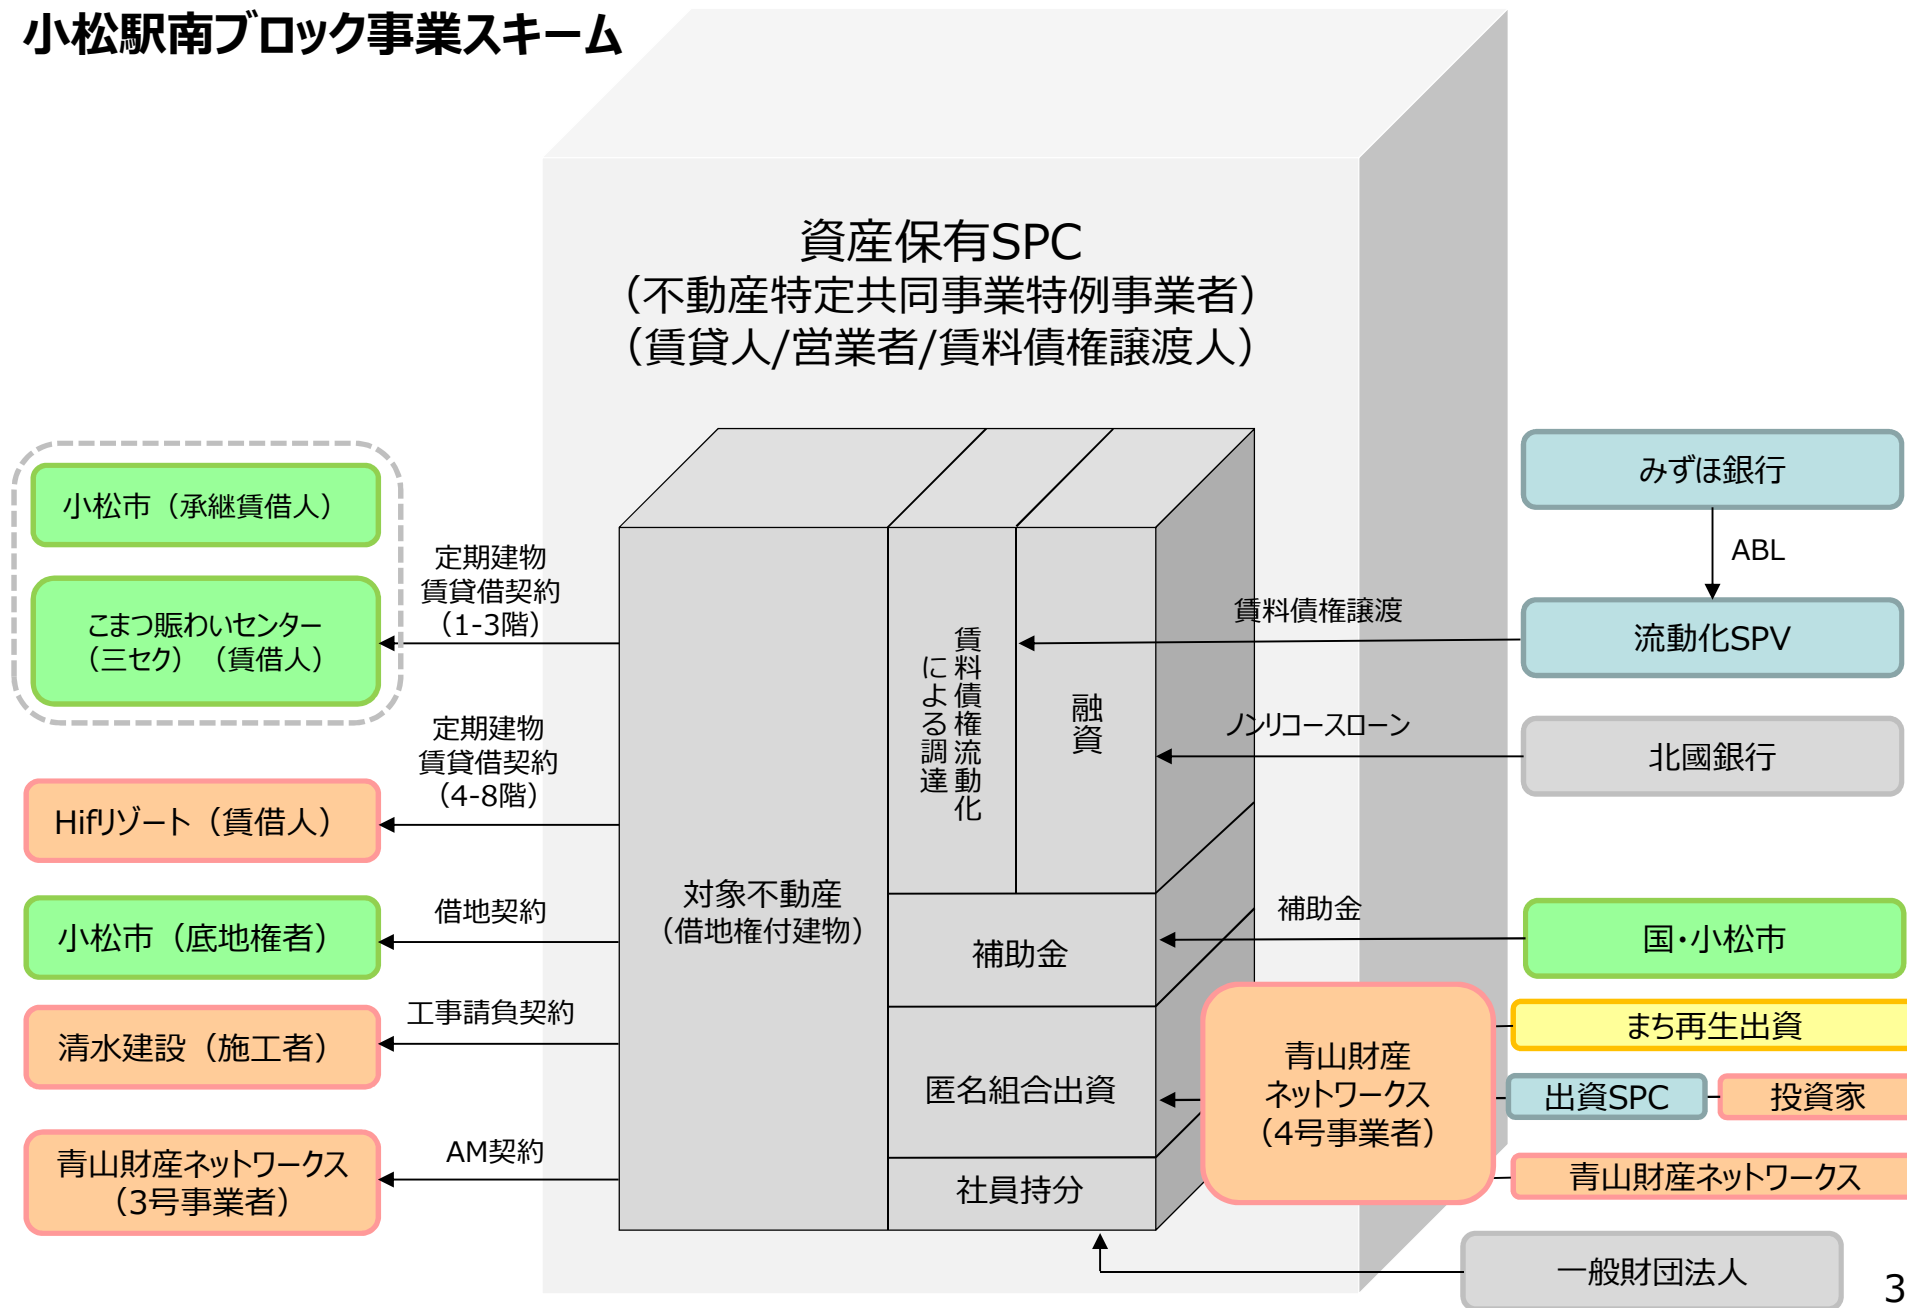 小松駅南ブロック事業スキーム
資産保有SPC
（不動産特定共同事業特例事業者）
（賃貸人/営業者/賃料債権譲渡人）
小松市（承継賃借人）
こまつ賑わいセンター
（三セク）（賃借人）
定期建物
賃貸借契約
（1-3階）
定期建物
賃貸借契約
（4-8階）
Hifリゾート（賃借人）
小松市（底地権者）
借地契約
清水建設（施工者）
工事請負契約
青山財産ネットワークス
（3号事業者）
AM契約
対象不動産
（借地権付建物）
賃料債権流動化
による調達
融資
補助金
匿名組合出資
社員持分
みずほ銀行
ABL
賃料債権譲渡
流動化SPV
ノンリコースローン
北國銀行
補助金
国・小松市
青山財産
ネットワークス
（4号事業者）
まち再生出資
出資SPC
投資家
青山財産ネットワークス
一般財団法人
3